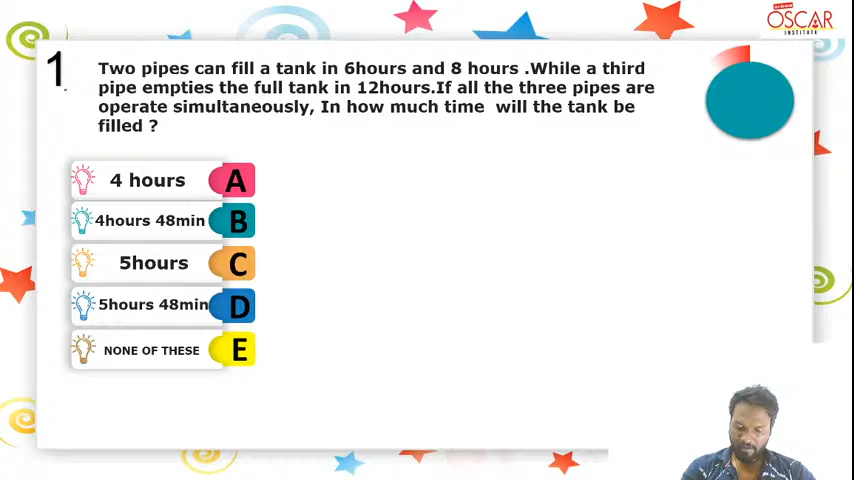 OSCAR
INSTITUTE
1
Two pipes can fill a tank in 6hours and 8 hours .While a third
pipe empties the full tank in 12hours.If all the three pipes are
operate simultaneously, In how much time will the tank be
filled ?
4 hours A
4hours 48min B
5hours C
5hours 48min D
NONE OF THESE E